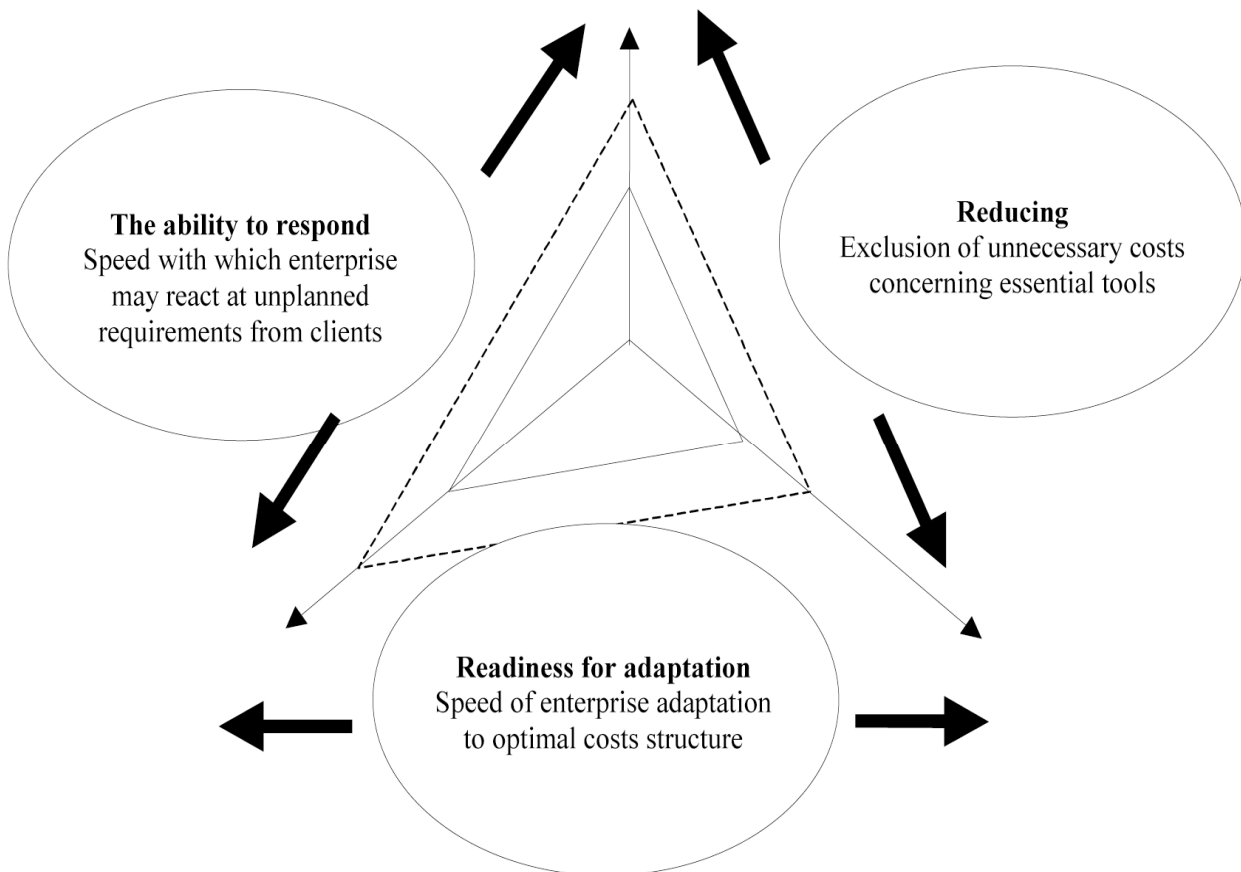 The ability to respond
Speed with which enterprise
may react at unplanned
requirements from clients
Reducing
Exclusion of unnecessary costs
concerning essential tools
Readiness for adaptation
Speed of enterprise adaptation
to optimal costs structure